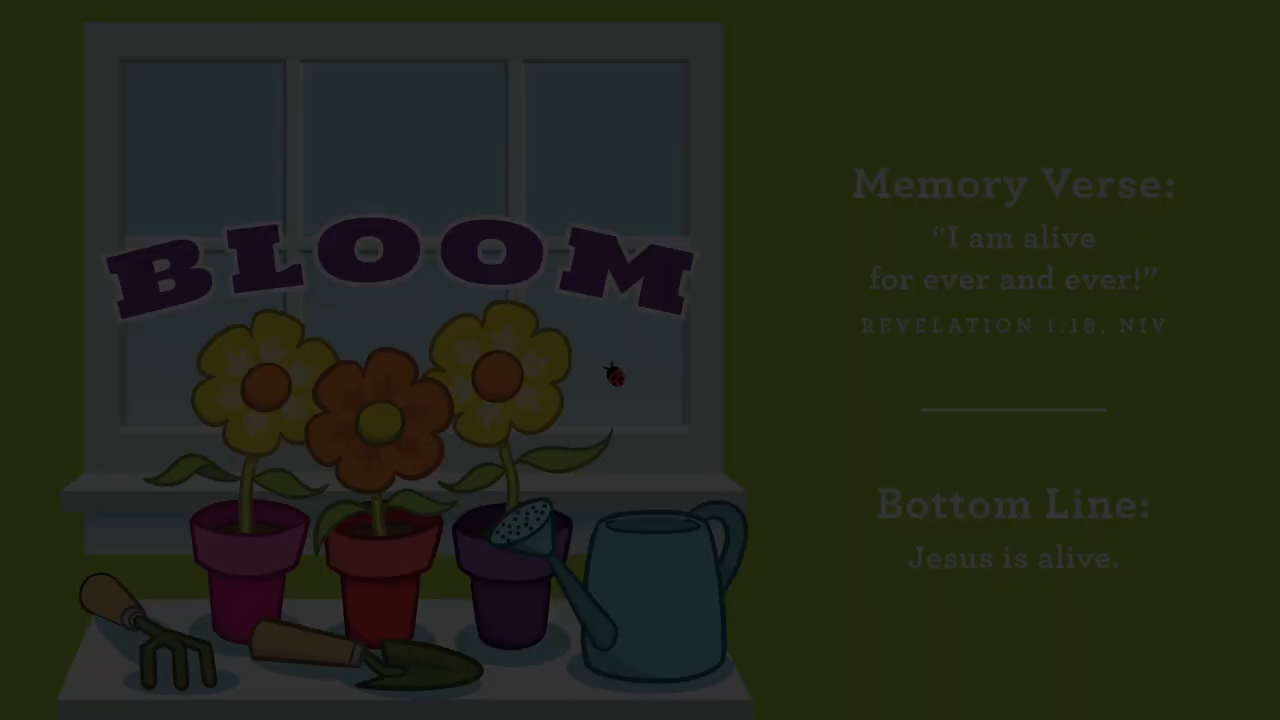 BLOOM
Memory Verse:
“I am alive
for ever and ever!”
REVELATION 1:18, NIV
Bottom Line:
Jesus is alive.